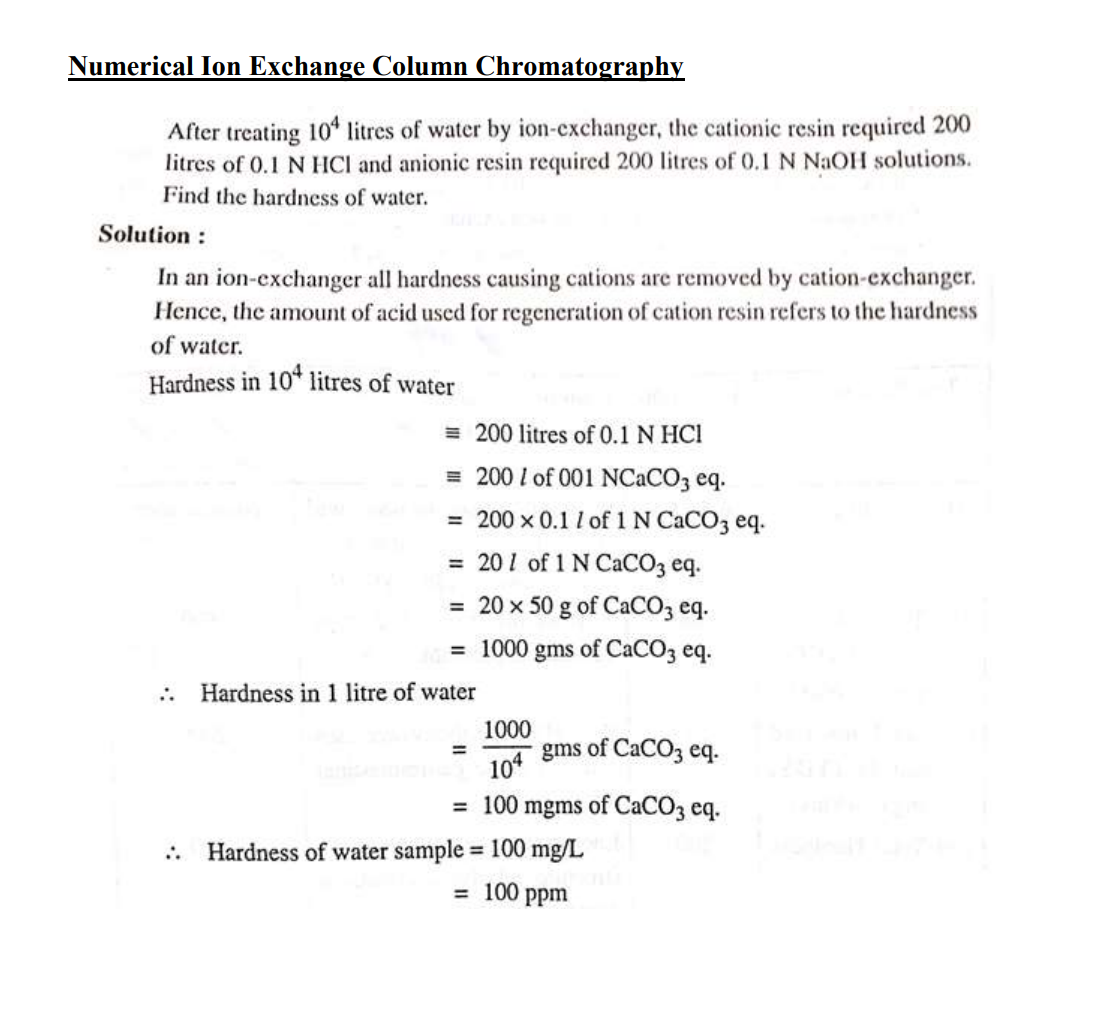 Numerical Ion Exchange Column Chromatography
After treating 10⁴ litres of water by ion-exchanger, the cationic resin required 200
litres of 0.1 N HCl and anionic resin required 200 litres of 0.1 N NaOH solutions.
Find the hardness of water.
Solution :
In an ion-exchanger all hardness causing cations are removed by cation-exchanger.
Hence, the amount of acid used for regeneration of cation resin refers to the hardness
of water.
Hardness in 10⁴ litres of water
≡ 200 litres of 0.1 N HCl
≡ 200 l of 001 NCaCO₃ eq.
= 200 × 0.1 l of 1 N CaCO₃ eq.
= 20 l of 1 N CaCO₃ eq.
= 20 × 50 g of CaCO₃ eq.
= 1000 gms of CaCO₃ eq.
∴ Hardness in 1 litre of water
= 1000/10⁴ gms of CaCO₃ eq.
= 100 mgms of CaCO₃ eq.
∴ Hardness of water sample = 100 mg/L
= 100 ppm